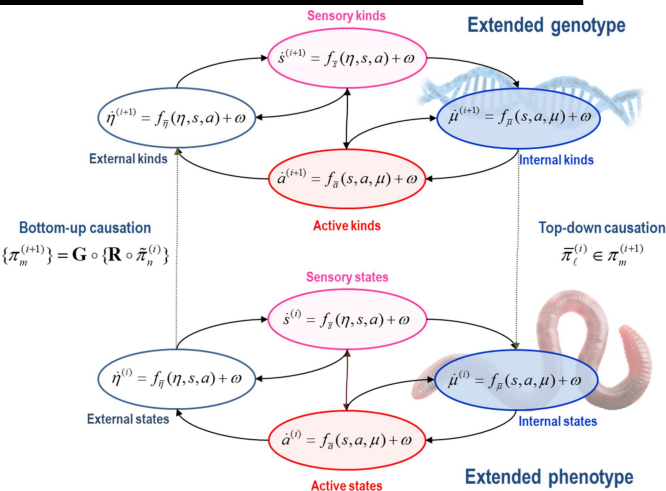 Sensory kinds
Extended genotype
ṡ^(i+1) = f_s̄(η, s, a) + ω
η̇^(i+1) = f_η̄(η, s, a) + ω
μ̇^(i+1) = f_μ̄(s, a, μ) + ω
External kinds
Internal kinds
ȧ^(i+1) = f_ā(s, a, μ) + ω
Active kinds
Bottom-up causation
Top-down causation
{π_m^(i+1)} = G ∘ {R ∘ π̃_n^(i)}
π̄_ℓ^(i) ∈ π_m^(i+1)
Sensory states
ṡ^(i) = f_s̄(η, s, a) + ω
η̇^(i) = f_η̄(η, s, a) + ω
μ̇^(i) = f_μ̄(s, a, μ) + ω
External states
Internal states
ȧ^(i) = f_ā(s, a, μ) + ω
Extended phenotype
Active states